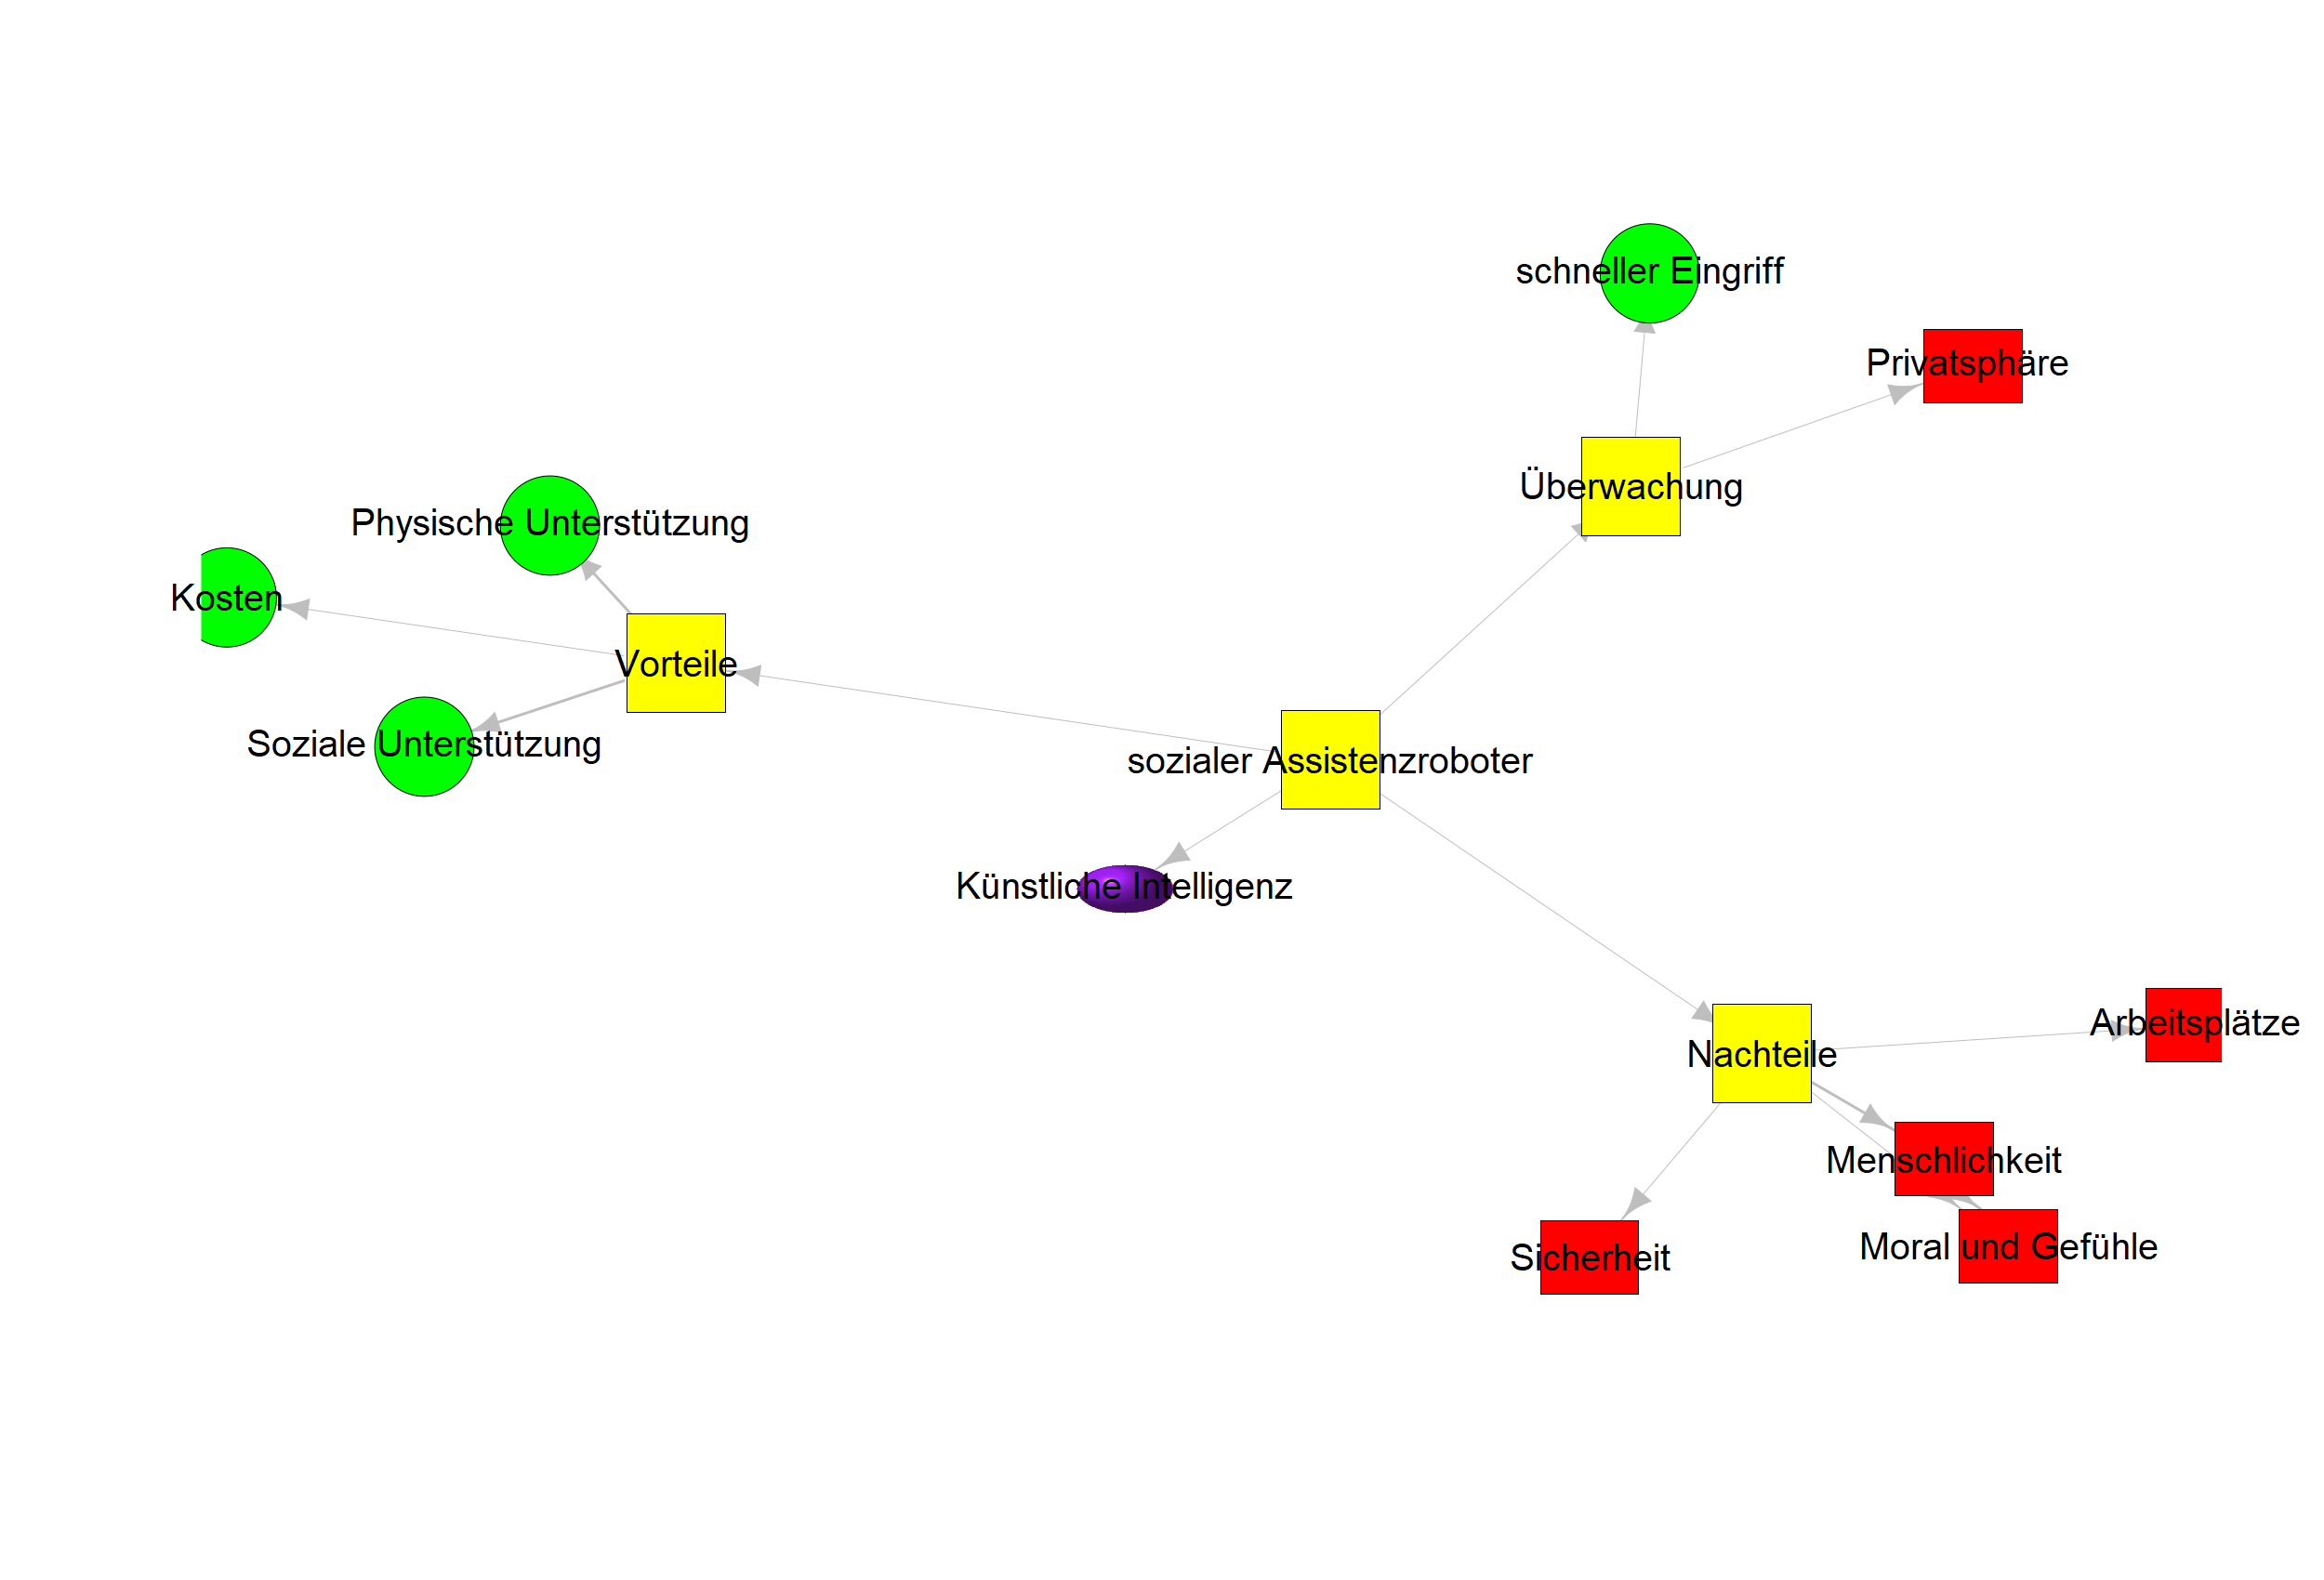 schneller Eingriff
Privatsphäre
Überwachung
Physische Unterstützung
Kosten
Vorteile
Soziale Unterstützung
sozialer Assistenzroboter
Künstliche Intelligenz
Arbeitsplätze
Nachteile
Menschlichkeit
Moral und Gefühle
Sicherheit